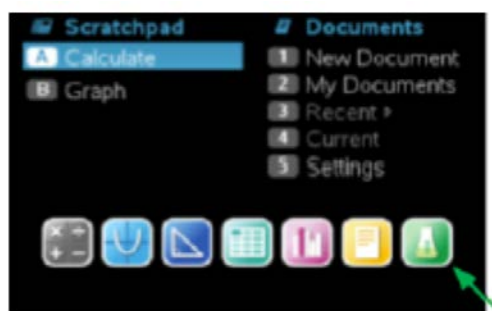 Scratchpad
A Calculate
B Graph
Documents
1 New Document
2 My Documents
3 Recent ▸
4 Current
5 Settings